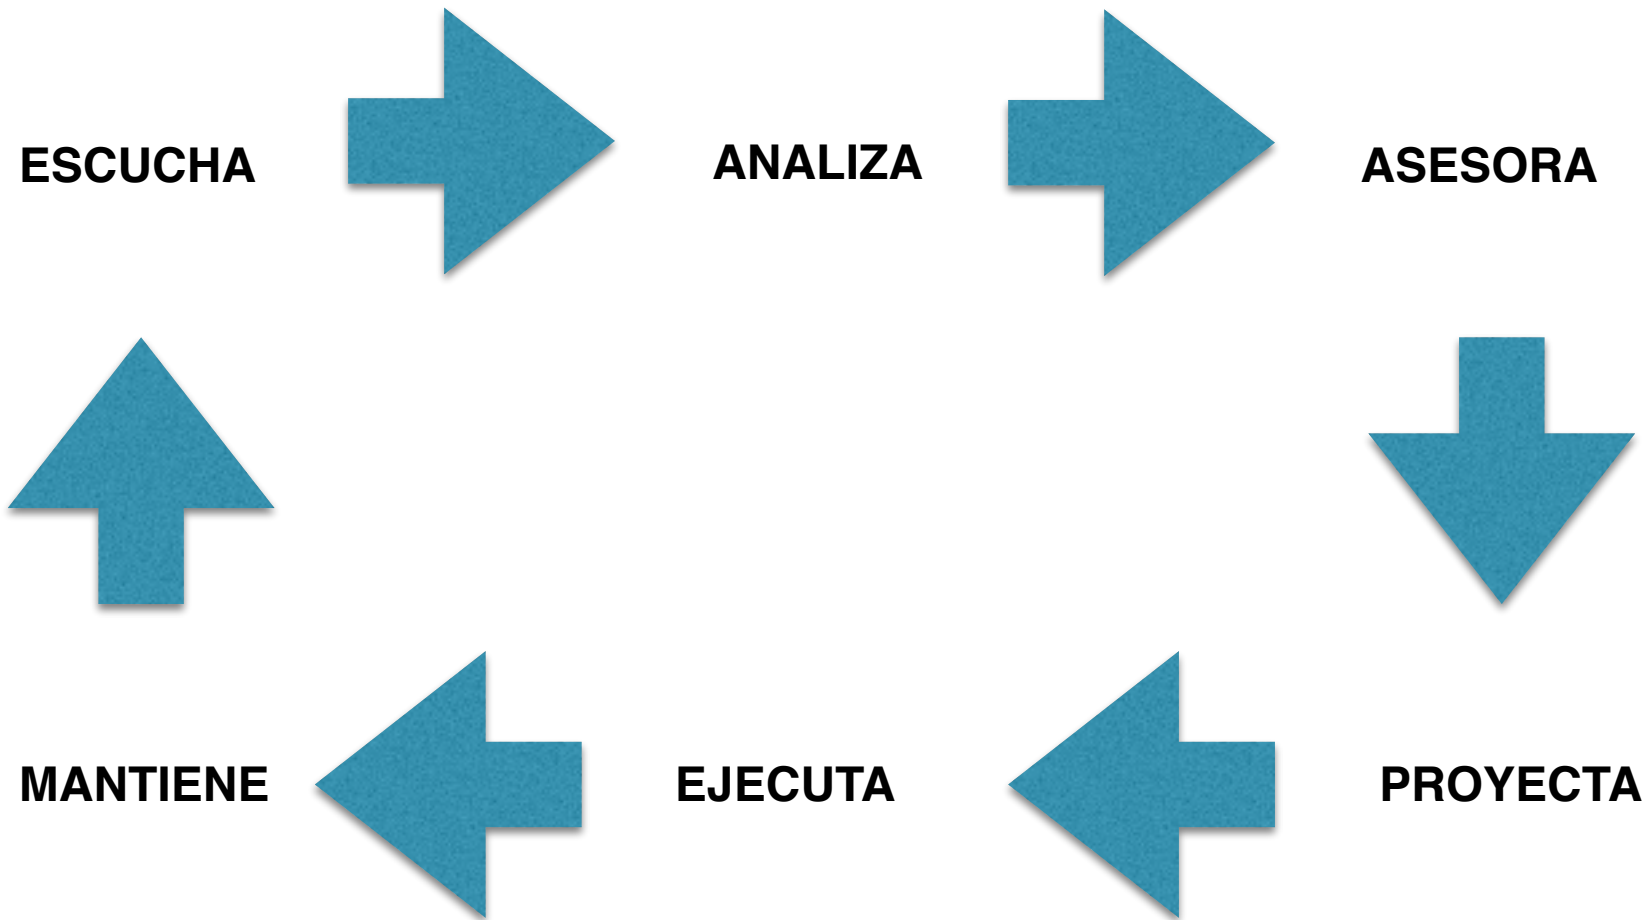 ESCUCHA
ANALIZA
ASESORA
MANTIENE
EJECUTA
PROYECTA